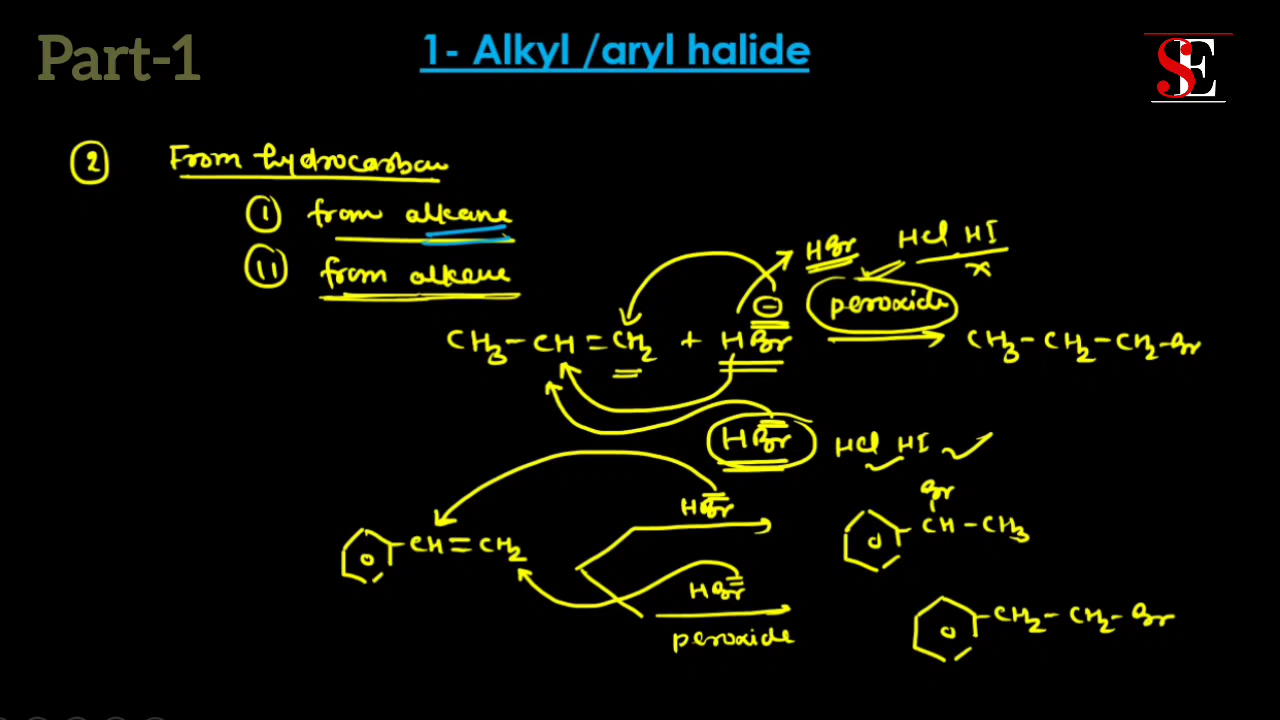 Part-1
1- Alkyl /aryl halide
SE
② From hydrocarbon
① from alkane
⑪ from alkene
HBr HCl HI x
peroxide
CH3-CH=CH2 + HBr → CH3-CH2-CH2-Br
HBr HCl HI ✓
HBr
Br
CH=CH2
CH-CH3
HBr
peroxide
CH2-CH2-Br